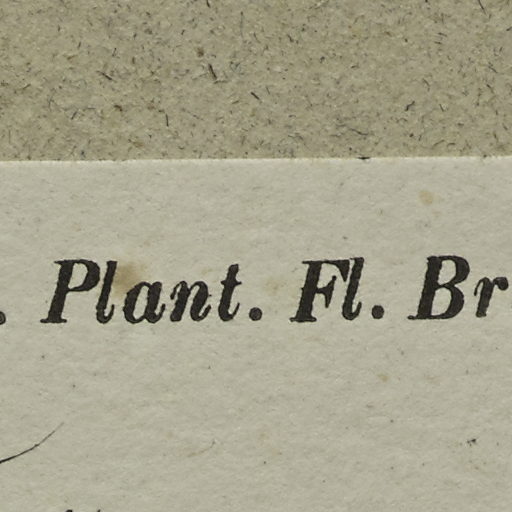 . Plant. Fl. Br